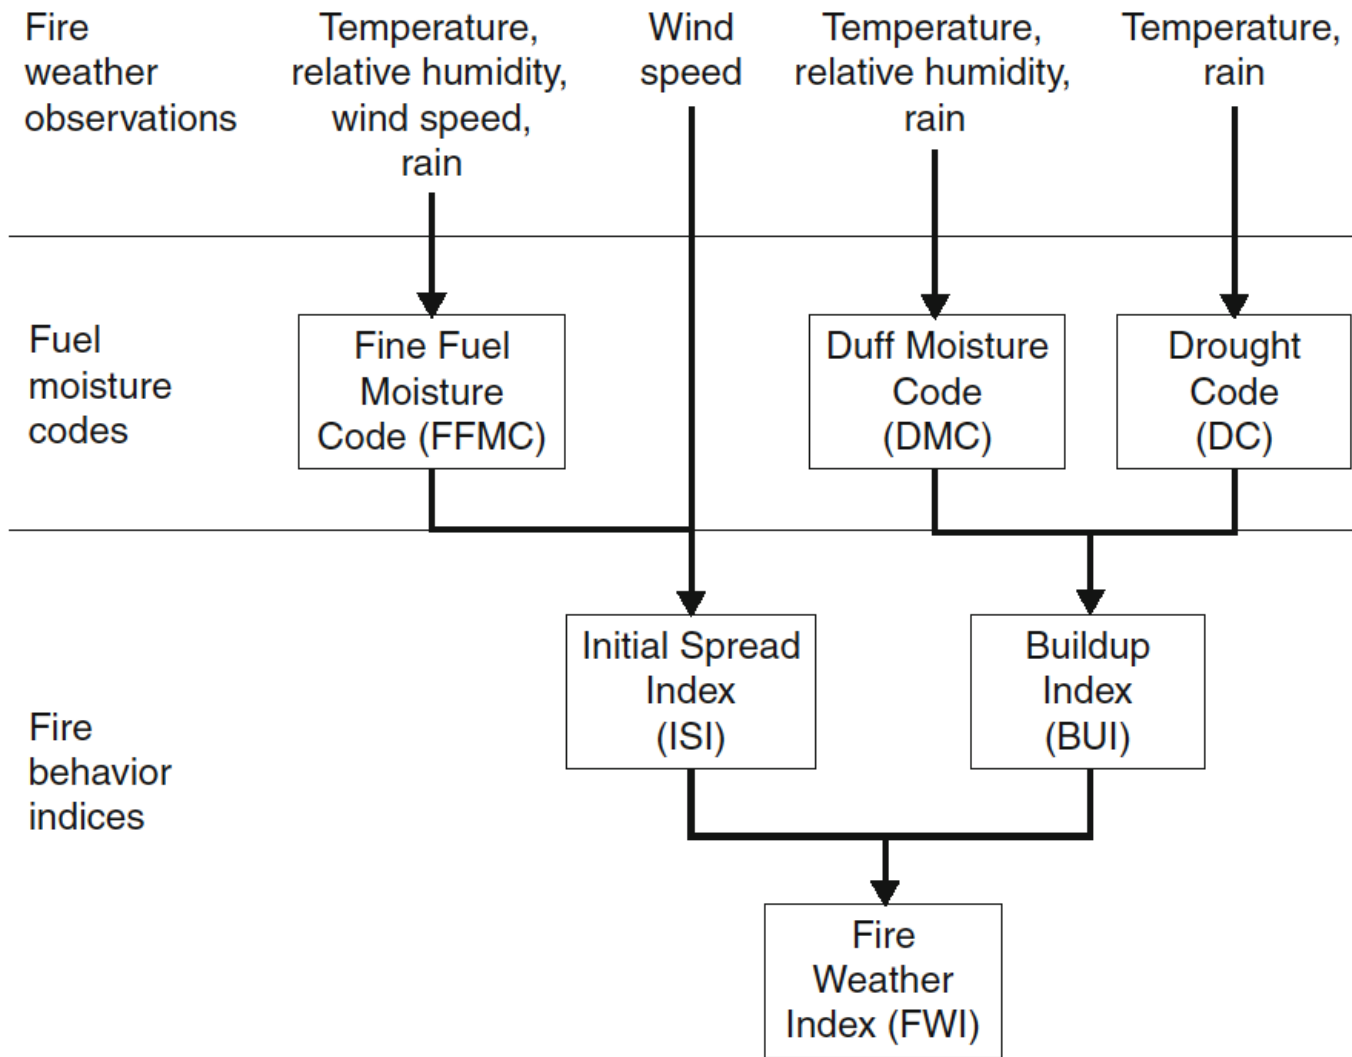 Fire
weather
observations
Temperature,
relative humidity,
wind speed,
rain
Wind
speed
Temperature,
relative humidity,
rain
Temperature,
rain
Fuel
moisture
codes
Fine Fuel
Moisture
Code (FFMC)
Duff Moisture
Code
(DMC)
Drought
Code
(DC)
Fire
behavior
indices
Initial Spread
Index
(ISI)
Buildup
Index
(BUI)
Fire
Weather
Index (FWI)